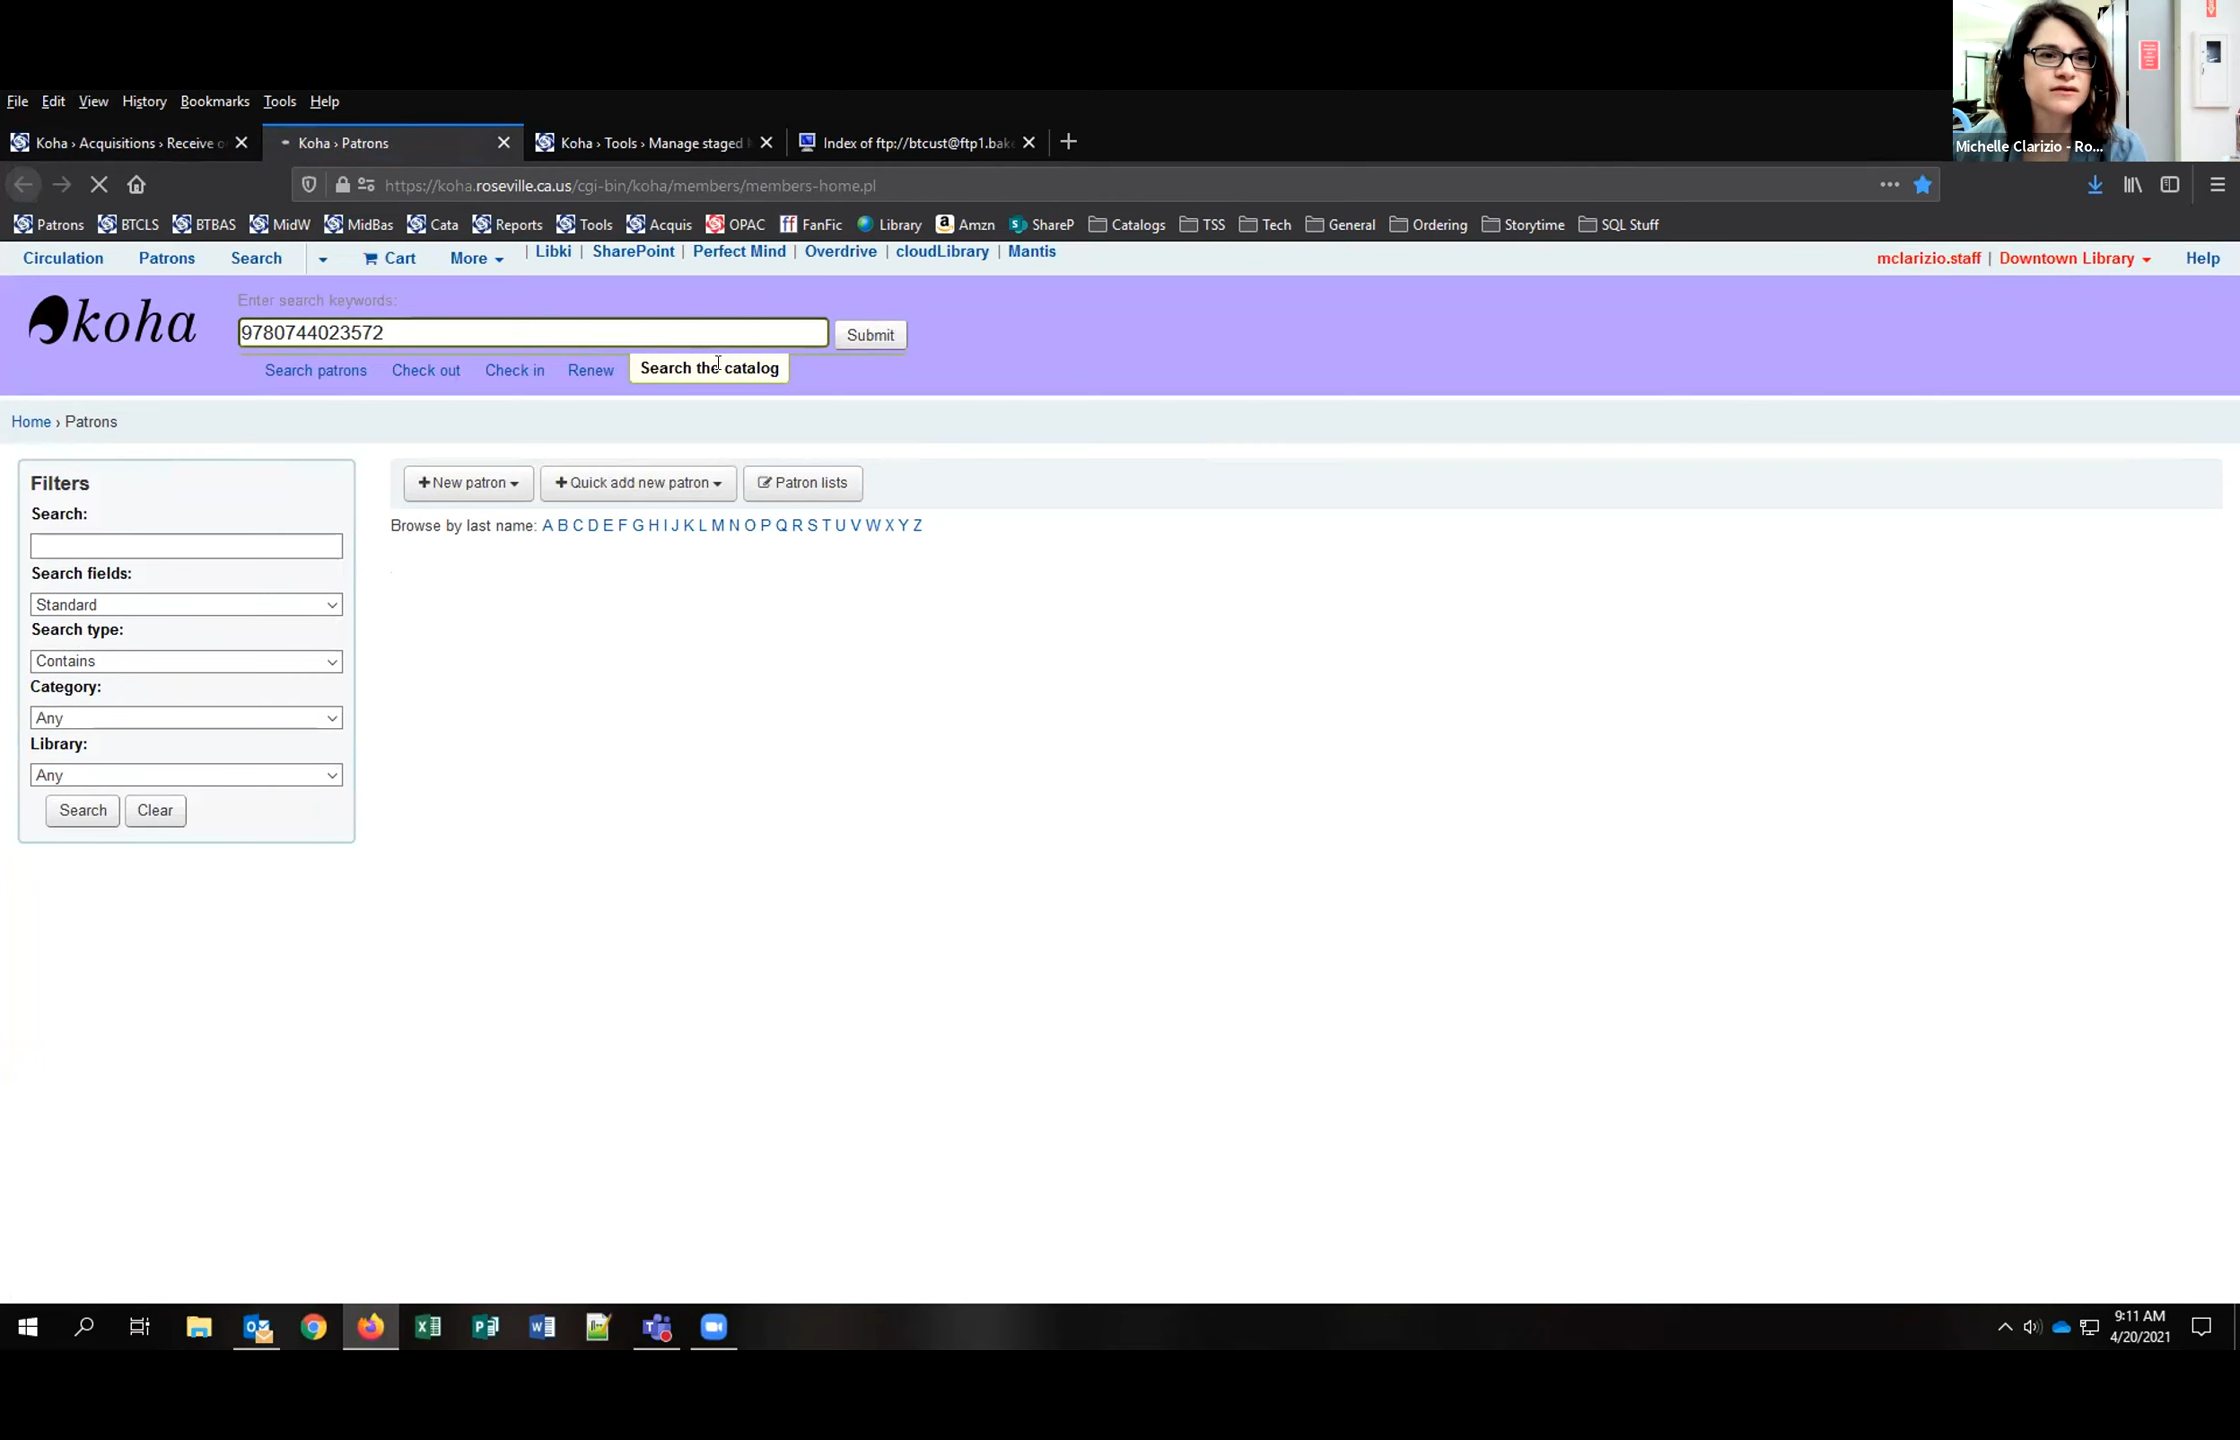 Michelle Clarizio - Ro...
File Edit View History Bookmarks Tools Help
Koha › Acquisitions › Receive o
Koha › Patrons
Koha › Tools › Manage staged
Index of ftp://btcust@ftp1.bak
https://koha.roseville.ca.us/cgi-bin/koha/members/members-home.pl
Patrons BTCLS BTBAS MidW MidBas Cata Reports Tools Acquis OPAC FanFic Library Amzn ShareP Catalogs TSS Tech General Ordering Storytime SQL Stuff
Circulation Patrons Search Cart More | Libki | SharePoint | Perfect Mind | Overdrive | cloudLibrary | Mantis mclarizio.staff | Downtown Library Help
koha
Enter search keywords:
9780744023572 Submit
Search patrons Check out Check in Renew Search the catalog
Home › Patrons
Filters
Search:
Search fields:
Standard
Search type:
Contains
Category:
Any
Library:
Any
Search Clear
+ New patron + Quick add new patron Patron lists
Browse by last name: A B C D E F G H I J K L M N O P Q R S T U V W X Y Z
9:11 AM
4/20/2021